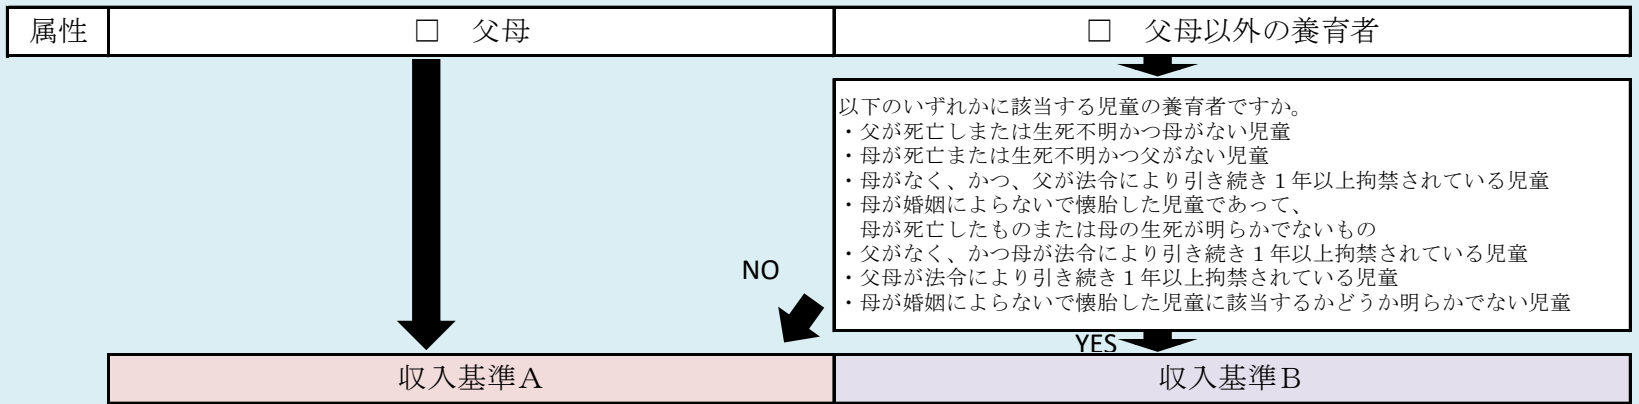 属性
□　父母
□　父母以外の養育者
以下のいずれかに該当する児童の養育者ですか。
・父が死亡しまたは生死不明かつ母がない児童
・母が死亡または生死不明かつ父がない児童
・母がなく、かつ、父が法令により引き続き１年以上拘禁されている児童
・母が婚姻によらないで懐胎した児童であって、
　母が死亡したものまたは母の生死が明らかでないもの
・父がなく、かつ母が法令により引き続き１年以上拘禁されている児童
・父母が法令により引き続き１年以上拘禁されている児童
・母が婚姻によらないで懐胎した児童に該当するかどうか明らかでない児童
NO
YES
収入基準Ａ
収入基準Ｂ